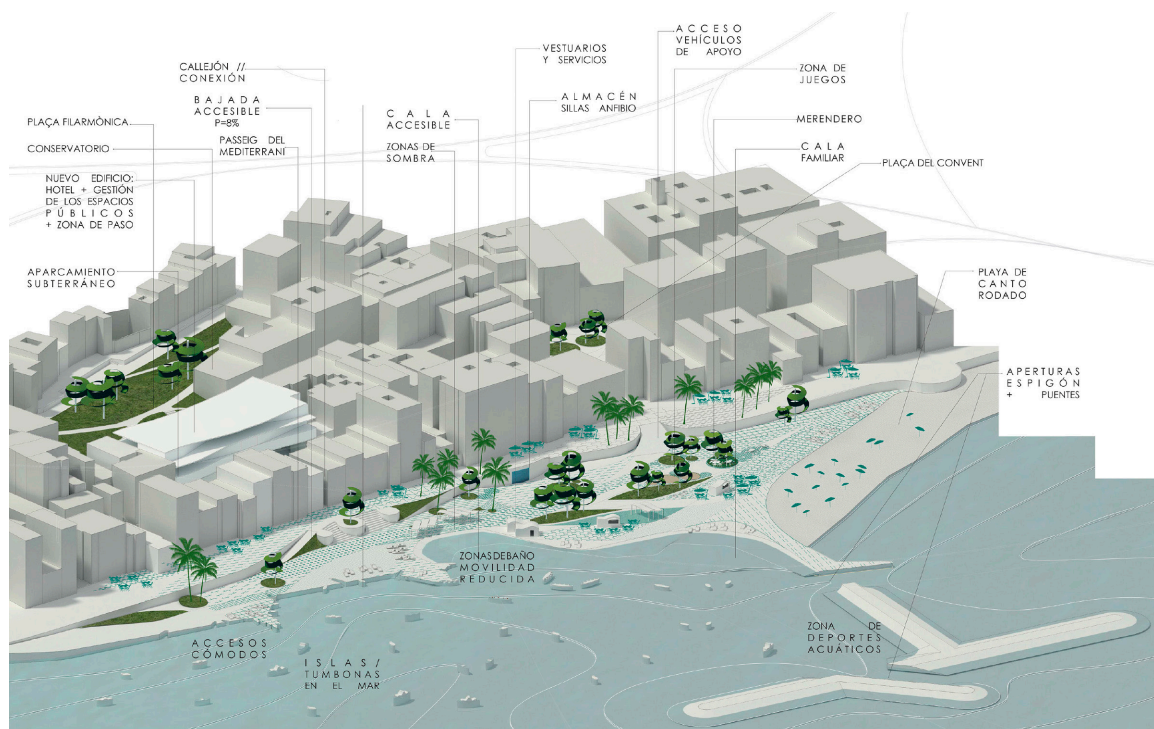 ACCESO
VEHÍCULOS
DE APOYO
VESTUARIOS
Y SERVICIOS
CALLEJÓN //
CONEXIÓN
ZONA DE
JUEGOS
BAJADA
ACCESIBLE
P=8%
CALA
ACCESIBLE
ALMACÉN
SILLAS ANFIBIO
PLAÇA FILARMÒNICA
MERENDERO
CONSERVATORIO
PASSEIG DEL
MEDITERRANI
ZONAS DE
SOMBRA
CALA
FAMILIAR
PLAÇA DEL CONVENT
NUEVO EDIFICIO:
HOTEL + GESTIÓN
DE LOS ESPACIOS
PÚBLICOS
+ ZONA DE PASO
APARCAMIENTO
SUBTERRÁNEO
PLAYA DE
CANTO
RODADO
APERTURAS
ESPIGÓN
+ PUENTES
ZONAS DE BAÑO
MOVILIDAD
REDUCIDA
ZONA DE
DEPORTES
ACUÁTICOS
ACCESOS
CÓMODOS
ISLAS/
TUMBONAS
EN EL MAR